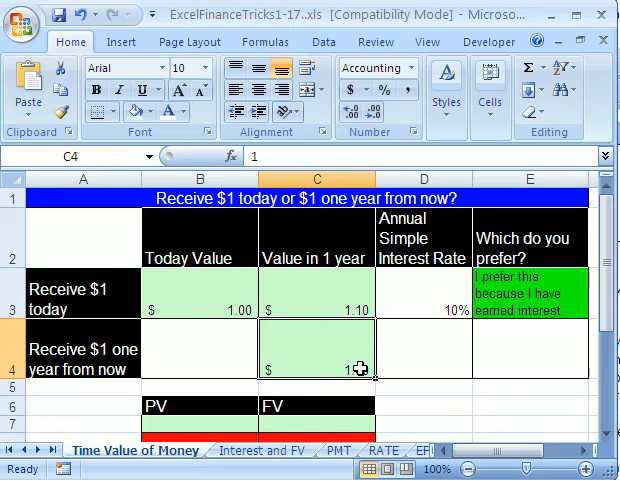 ExcelFinanceTricks1-17..xls [Compatibility Mode] - Microso...
Home Insert Page Layout Formulas Data Review View Developer
Paste
Arial 10
B I U
A A
Accounting
$ % ,
Styles
Cells
Σ
Clipboard Font Alignment Number Editing
C4 fx 1
A B C D E
1 Receive $1 today or $1 one year from now?
Annual
Simple Which do you
2 Today Value Value in 1 year Interest Rate prefer?
Receive $1 I prefer this
today because I have
3 $ 1.00 $ 1.10 10% earned interest.
Receive $1 one
4 year from now $
5
6 PV FV
7
Time Value of Money Interest and FV PMT RATE EF
Ready 100%